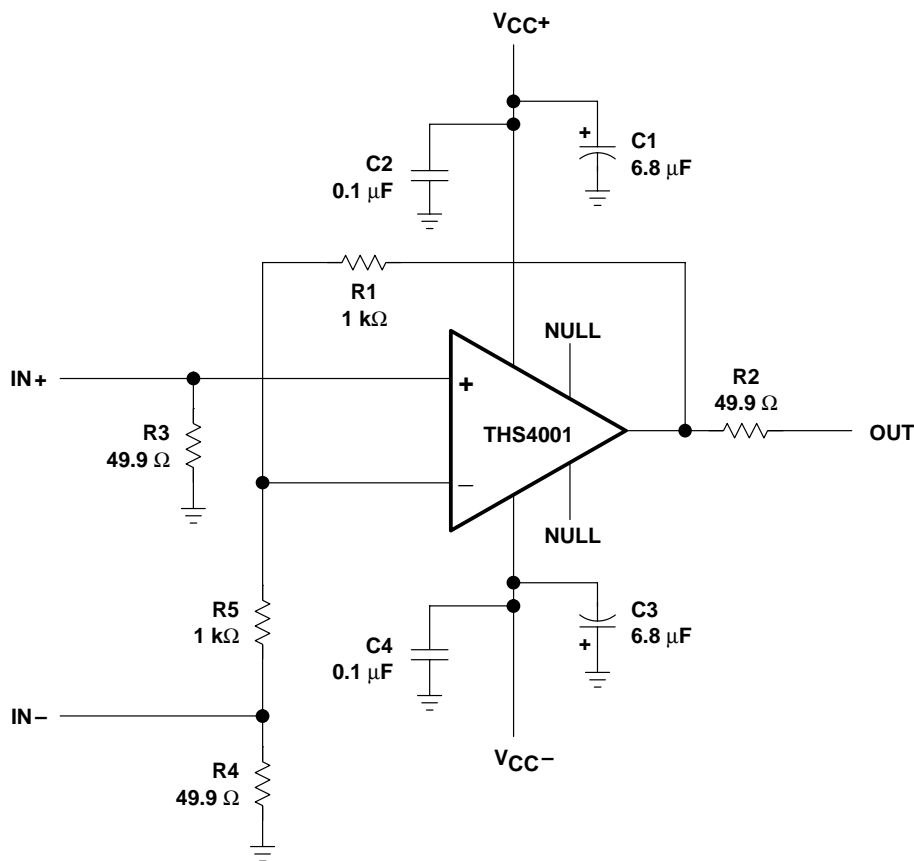 VCC+
C2
0.1 μF
+
C1
6.8 μF
R1
1 kΩ
NULL
IN+
+
R2
49.9 Ω
R3
49.9 Ω
THS4001
OUT
−
NULL
R5
1 kΩ
C4
0.1 μF
C3
6.8 μF
+
IN−
VCC−
R4
49.9 Ω